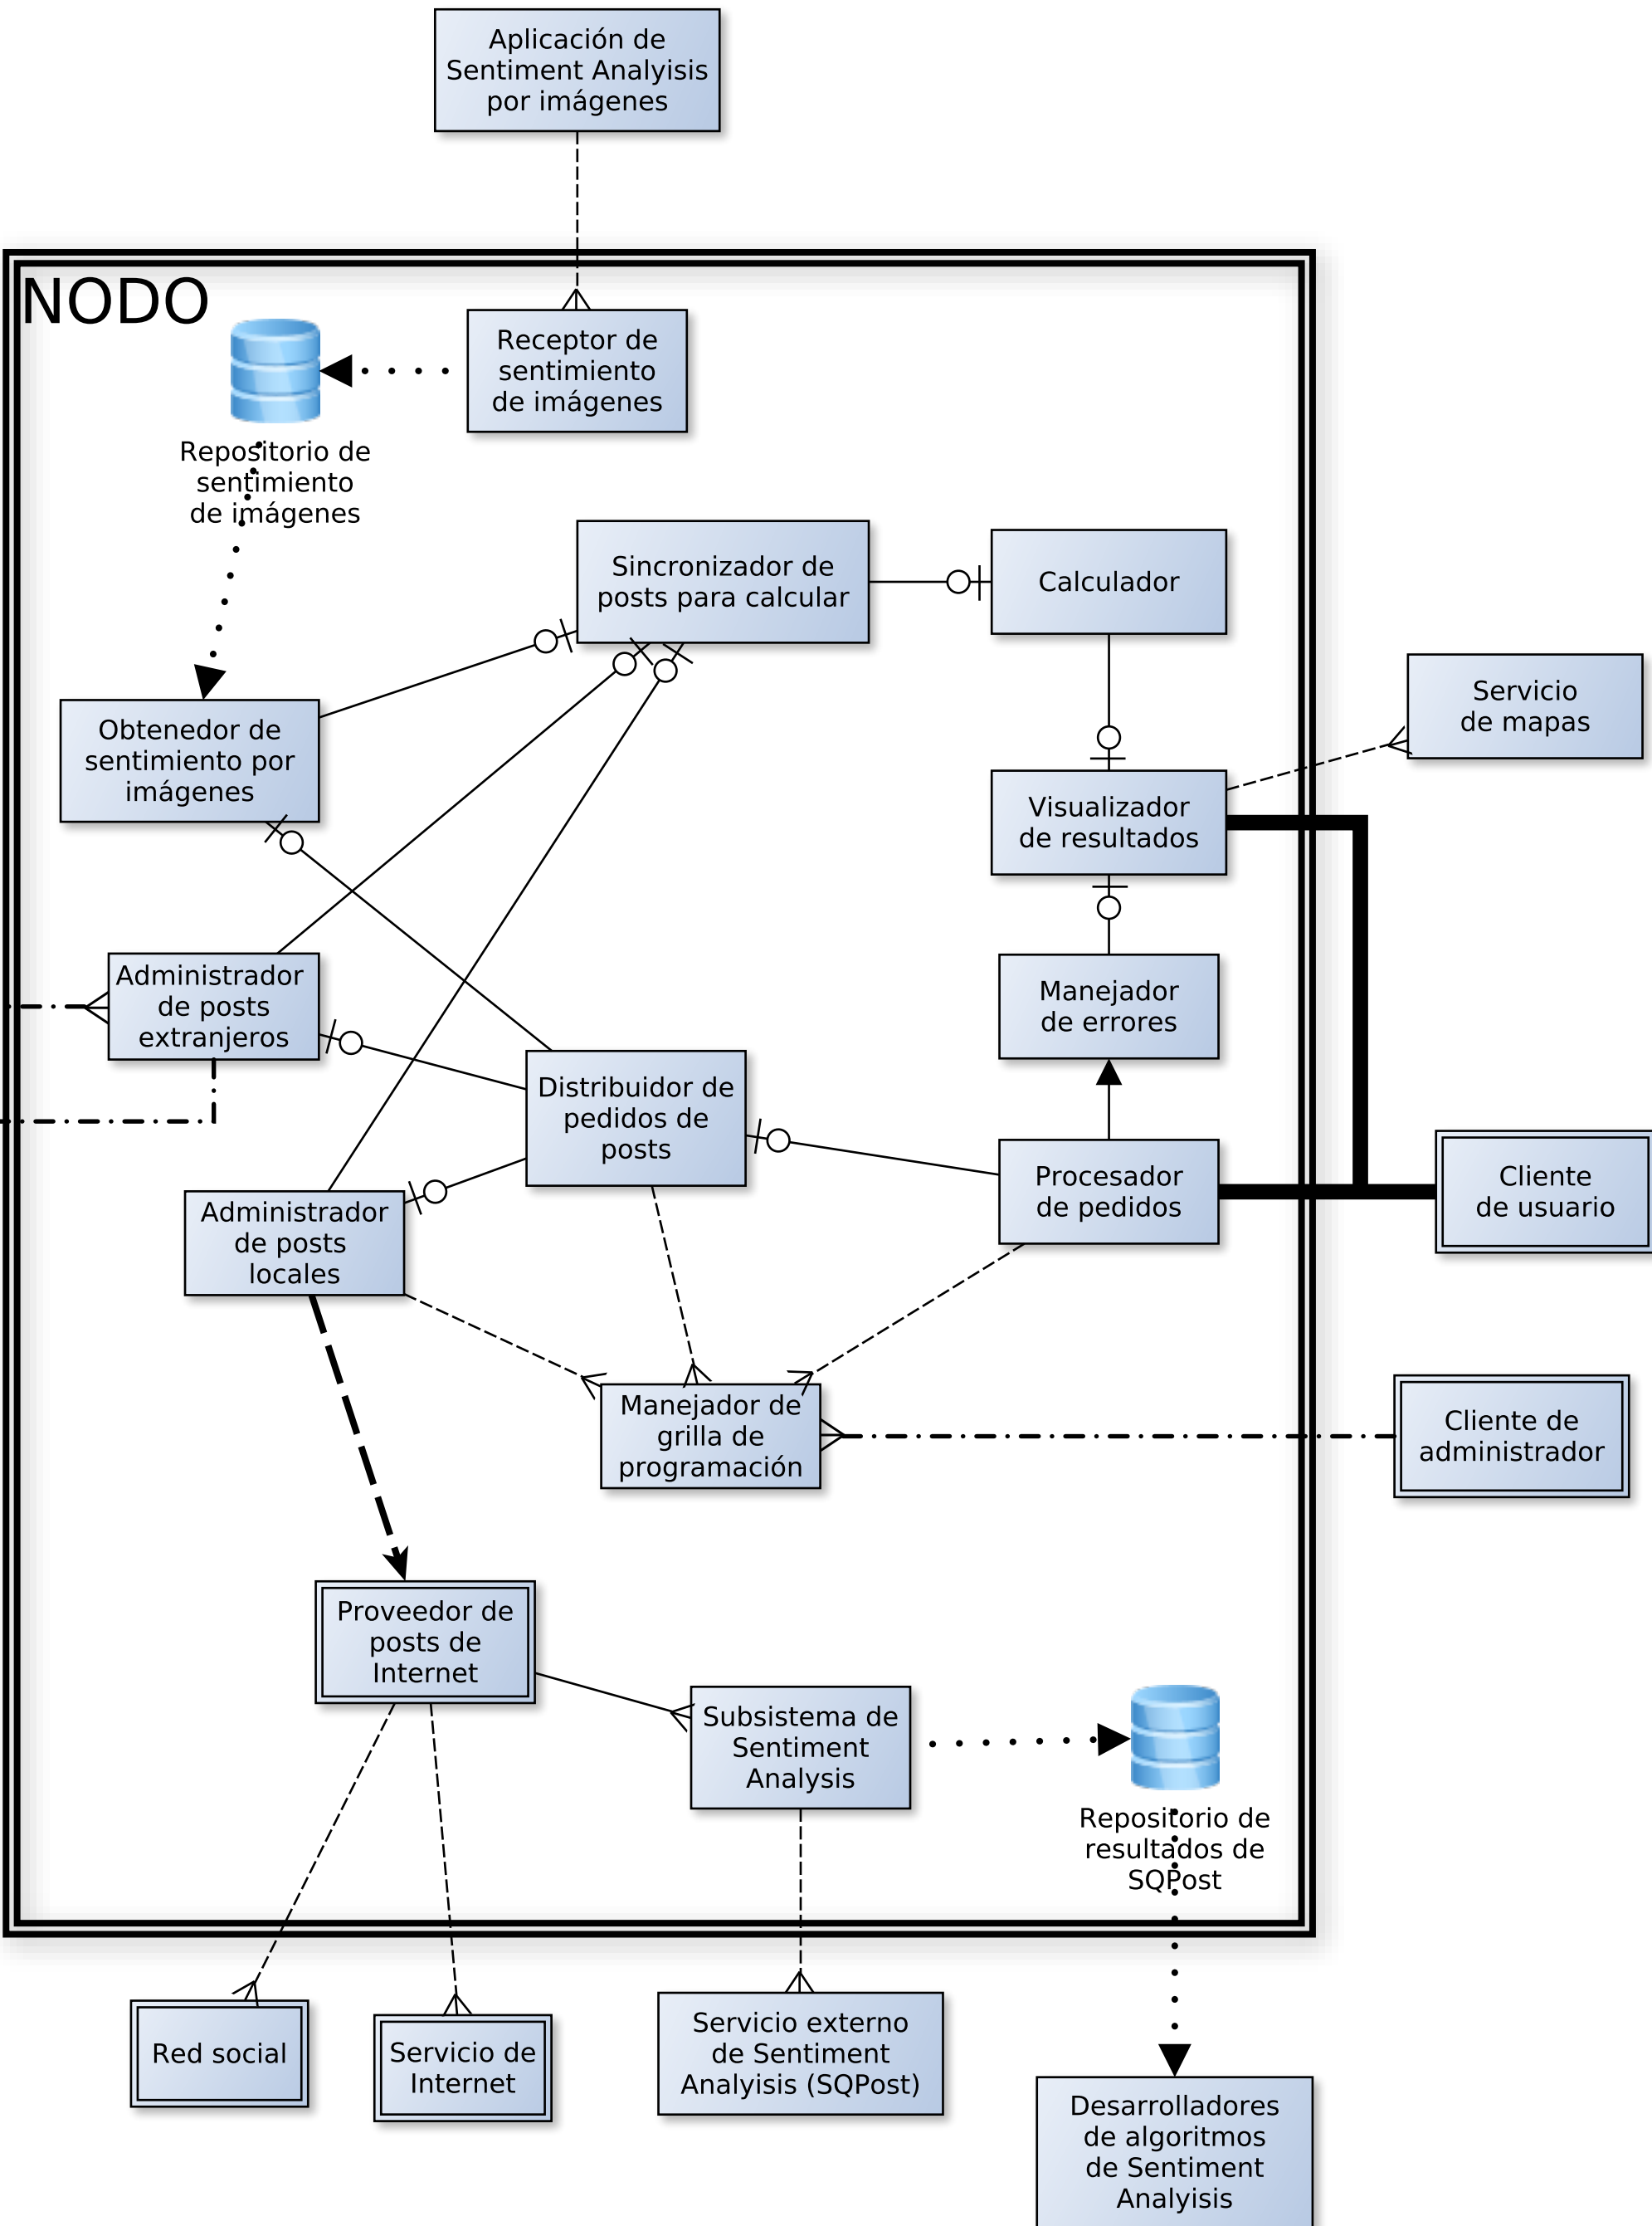 Aplicación de
Sentiment Analyisis
por imágenes
NODO
Receptor de
sentimiento
de imágenes
Repositorio de
sentimiento
de imágenes
Sincronizador de
posts para calcular
Calculador
Servicio
de mapas
Obtenedor de
sentimiento por
imágenes
Visualizador
de resultados
Administrador
de posts
extranjeros
Manejador
de errores
Distribuidor de
pedidos de
posts
Procesador
de pedidos
Cliente
de usuario
Administrador
de posts
locales
Manejador de
grilla de
programación
Cliente de
administrador
Proveedor de
posts de
Internet
Subsistema de
Sentiment
Analysis
Repositorio de
resultados de
SQPost
Red social
Servicio de
Internet
Servicio externo
de Sentiment
Analyisis (SQPost)
Desarrolladores
de algoritmos
de Sentiment
Analyisis